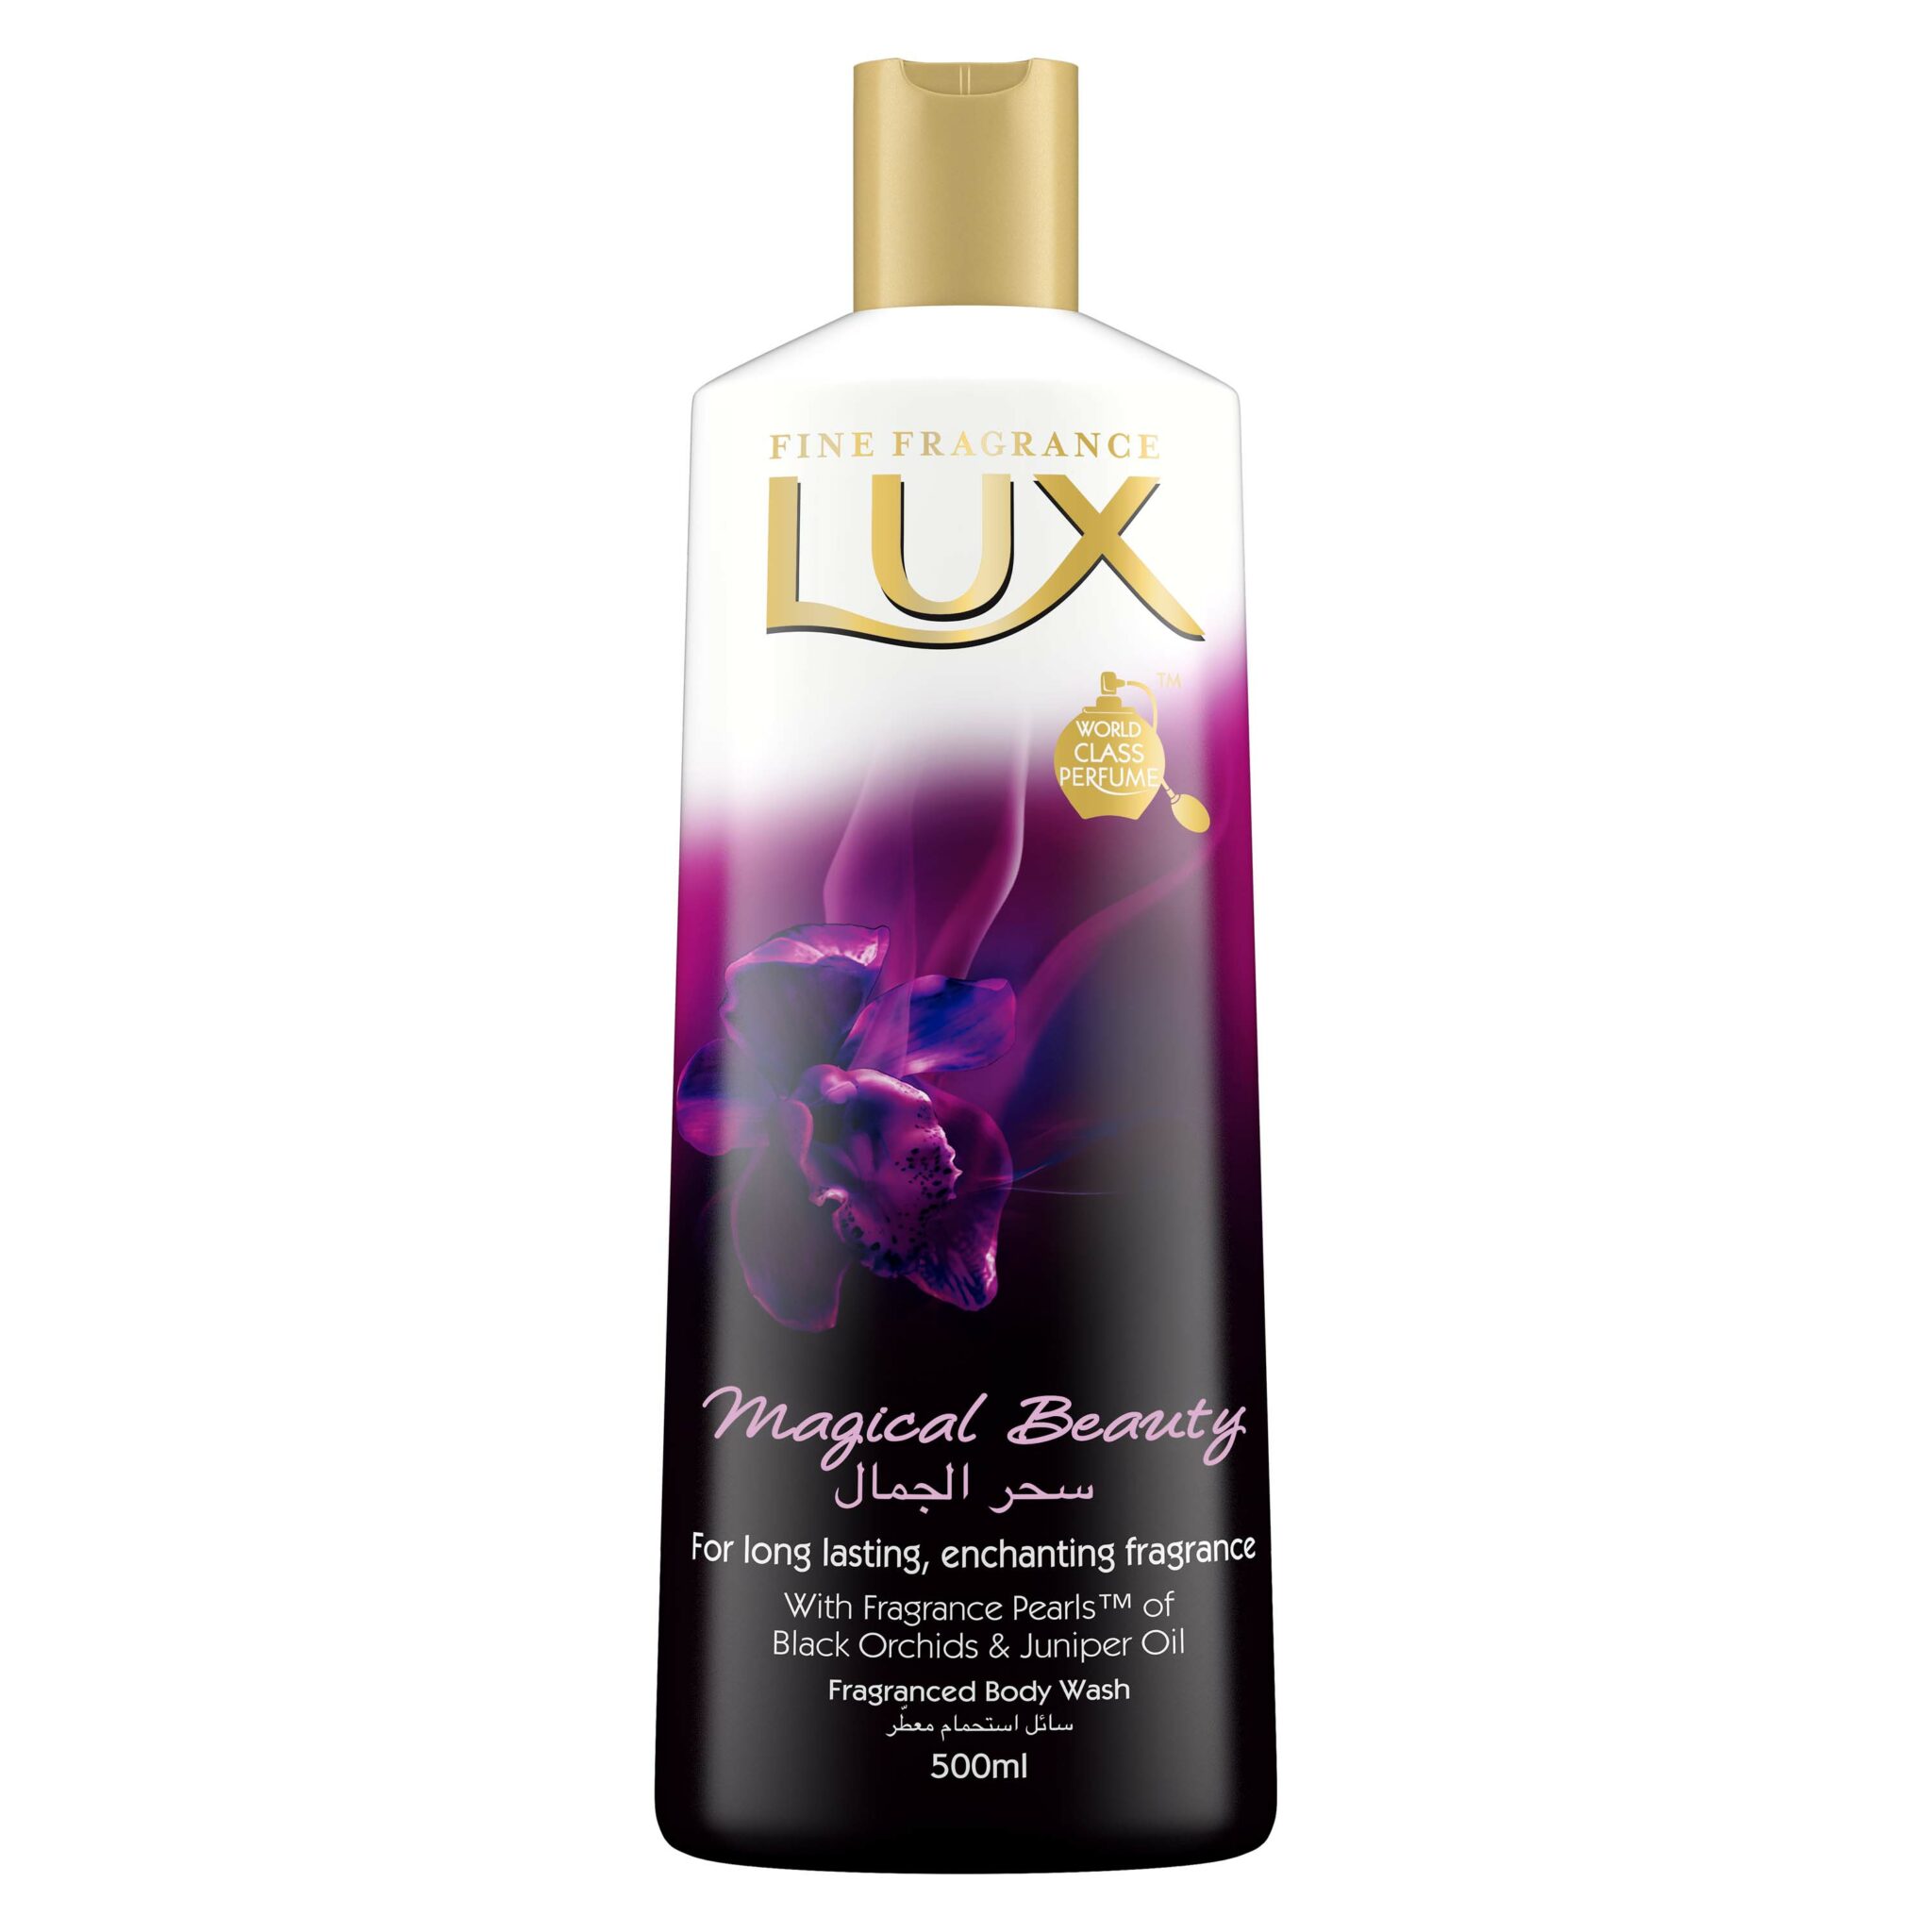 FINE FRAGRANCE
LUX
TM
WORLD
CLASS
PERFUME
Magical Beauty
سحر الجمال
For long lasting, enchanting fragrance
With Fragrance Pearls™ of
Black Orchids & Juniper Oil
Fragranced Body Wash
سائل استحمام معطّر
500ml